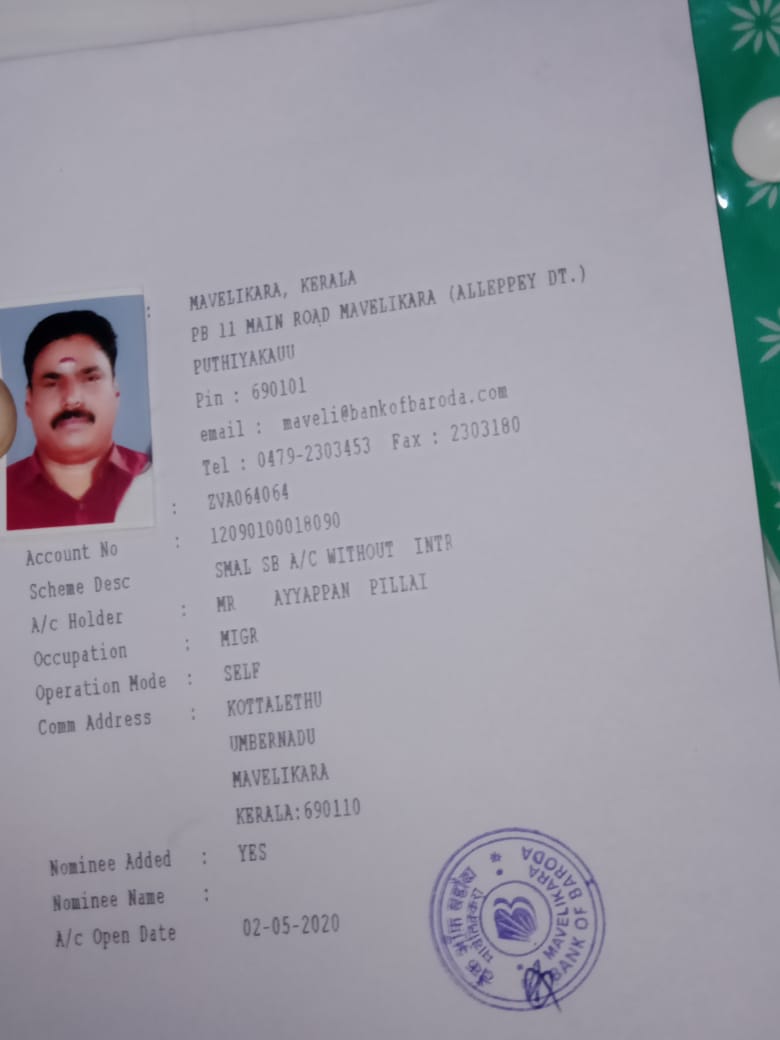 : MAVELIKARA, KERALA
PB 11 MAIN ROAD MAVELIKARA (ALLEPPEY DT.)
PUTHIYAKAUU
Pin : 690101
email : maveli@bankofbaroda.com
Tel : 0479-2303453 Fax : 2303180
: ZVA064064
Account No : 12090100018090
Scheme Desc SMAL SB A/C WITHOUT INTR
A/c Holder : MR AYYAPPAN PILLAI
Occupation : MIGR
Operation Mode : SELF
Comm Address : KOTTALETHU
UMBERNADU
MAVELIKARA
KERALA:690110
Nominee Added : YES
Nominee Name :
A/c Open Date 02-05-2020
बैंक ऑफ़ बड़ौदा
BANK OF BARODA
MAVELIKARA